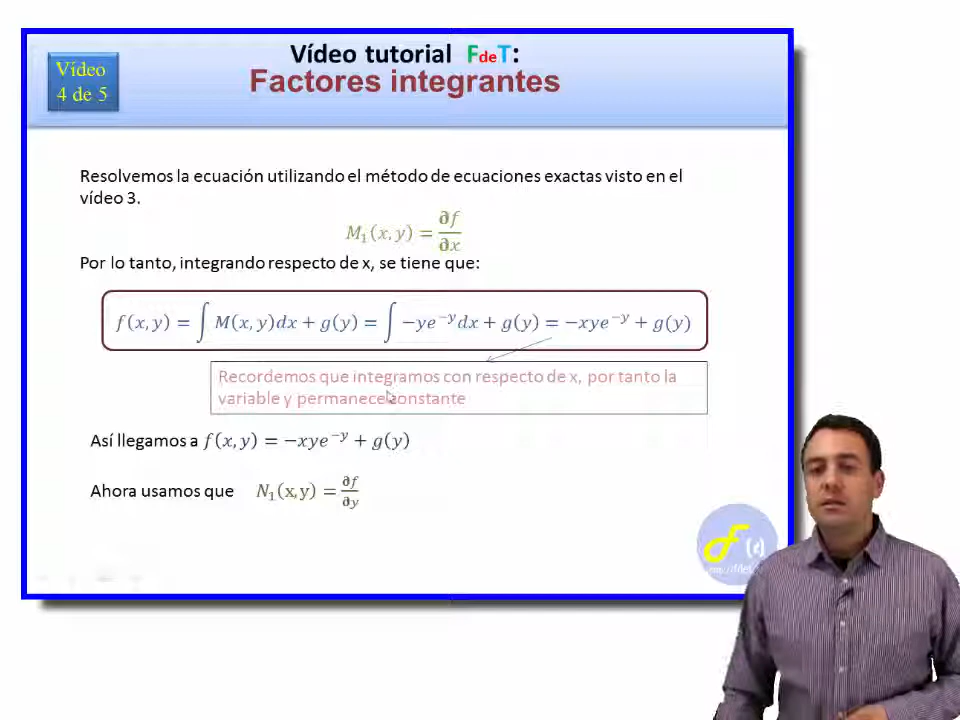 Vídeo tutorial FdeT:
Factores integrantes
Vídeo
4 de 5
Resolvemos la ecuación utilizando el método de ecuaciones exactas visto en el
vídeo 3.
M₁(x,y) = ∂f/∂x
Por lo tanto, integrando respecto de x, se tiene que:
f(x,y) = ∫ M(x,y)dx + g(y) = ∫ −ye^{−y}dx + g(y) = −xye^{−y} + g(y)
Recordemos que integramos con respecto de x, por tanto la
variable y permanece constante
Así llegamos a f(x,y) = −xye^{−y} + g(y)
Ahora usamos que N₁(x,y) = ∂f/∂y